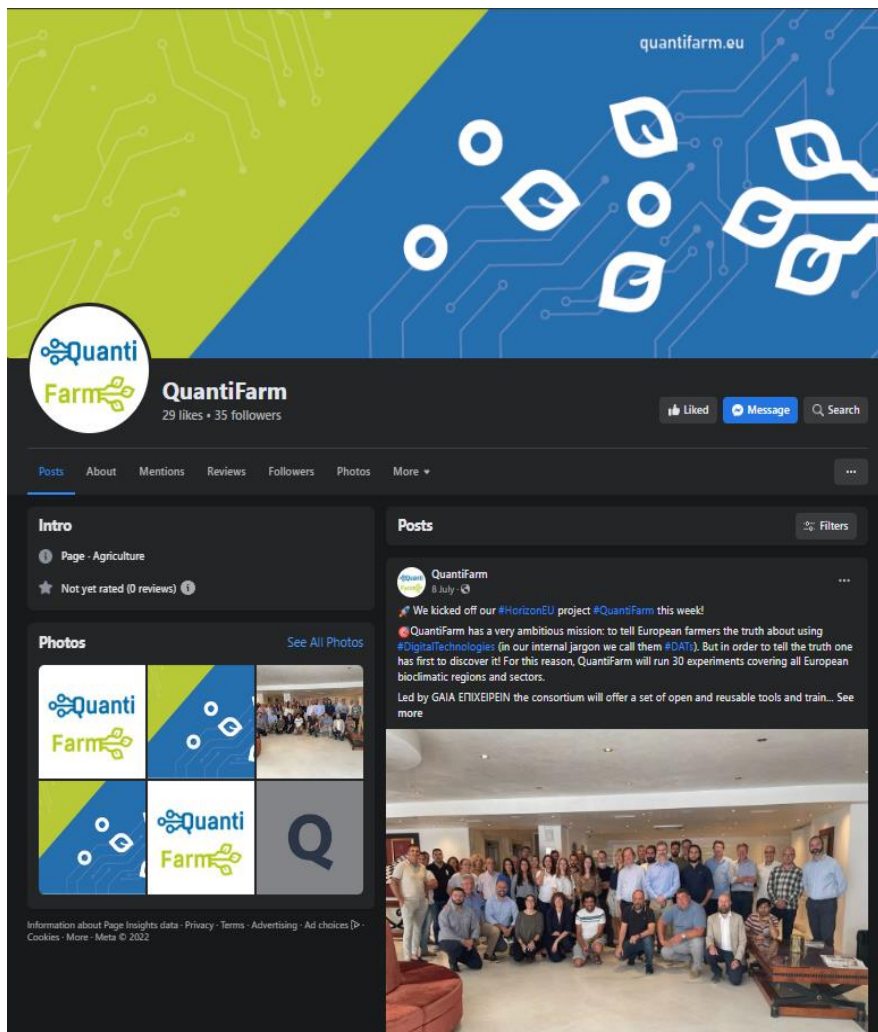 quantifarm.eu
Quanti
Farm
QuantiFarm
29 likes • 35 followers
Liked
Message
Search
Posts
About
Mentions
Reviews
Followers
Photos
More
Intro
Page · Agriculture
Not yet rated (0 reviews)
Photos
See All Photos
Quanti
Farm
Quanti
Farm
Q
Information about Page Insights data · Privacy · Terms · Advertising · Ad choices ·
Cookies · More · Meta © 2022
Posts
Filters
Quanti
Farm
QuantiFarm
8 July ·
🚀 We kicked off our #HorizonEU project #QuantiFarm this week!
🎯QuantiFarm has a very ambitious mission: to tell European farmers the truth about using
#DigitalTechnologies (in our internal jargon we call them #DATs). But in order to tell the truth one
has first to discover it! For this reason, QuantiFarm will run 30 experiments covering all European
bioclimatic regions and sectors.
Led by GAIA ΕΠΙΧΕΙΡΕΙΝ the consortium will offer a set of open and reusable tools and train... See
more